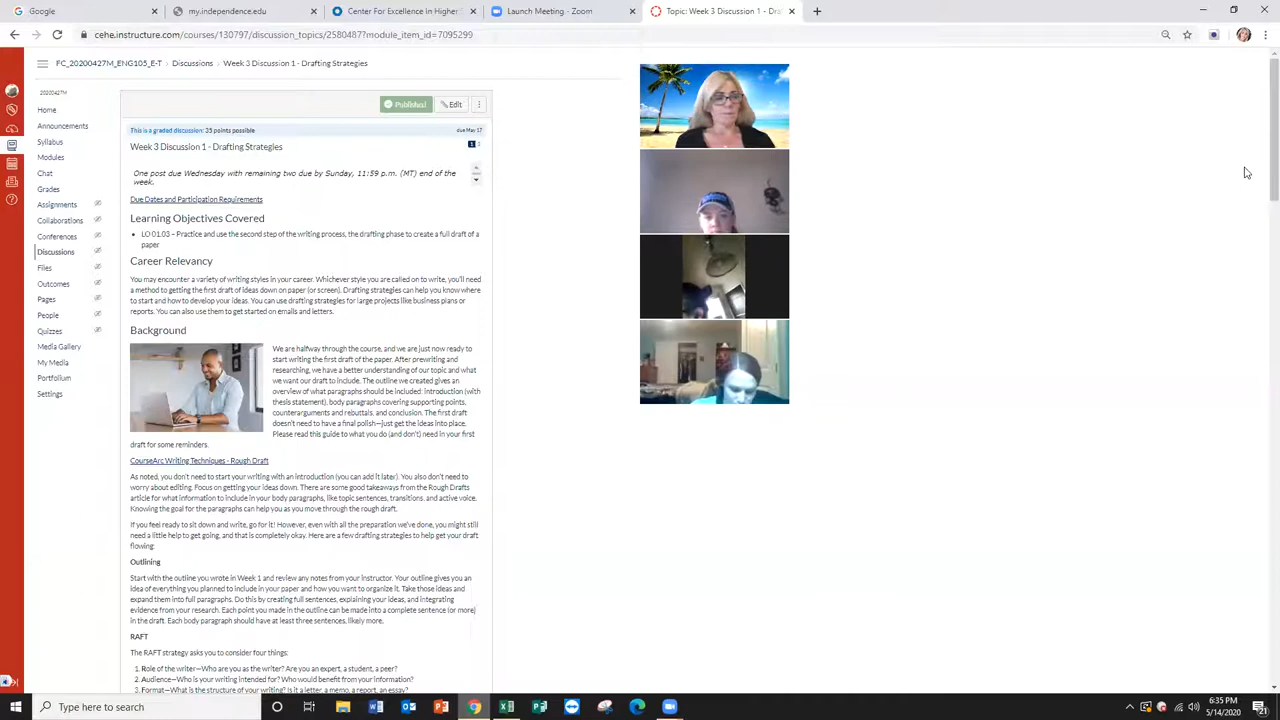 Google
my.independence.edu
Center For Excellence In Higher
Launch Meeting - Zoom
Topic: Week 3 Discussion 1 - Dra
cehe.instructure.com/courses/130797/discussion_topics/2580487?module_item_id=7095299
FC_20200427M_ENG105_E-T > Discussions > Week 3 Discussion 1 - Drafting Strategies
20200427M
Home
Announcements
Syllabus
Modules
Chat
Grades
Assignments
Collaborations
Conferences
Discussions
Files
Outcomes
Pages
People
Quizzes
Media Gallery
My Media
Portfolium
Settings
Published
Edit
This is a graded discussion: 35 points possible
due May 17
Week 3 Discussion 1 - Drafting Strategies
1 3
One post due Wednesday with remaining two due by Sunday, 11:59 p.m. (MT) end of the
week.
Due Dates and Participation Requirements
Learning Objectives Covered
• LO 01.03 – Practice and use the second step of the writing process, the drafting phase to create a full draft of a
paper
Career Relevancy
You may encounter a variety of writing styles in your career. Whichever style you are called on to write, you'll need
a method to getting the first draft of ideas down on paper (or screen). Drafting strategies can help you know where
to start and how to develop your ideas. You can use drafting strategies for large projects like business plans or
reports. You can also use them to get started on emails and letters.
Background
We are halfway through the course, and we are just now ready to
start writing the first draft of the paper. After prewriting and
researching, we have a better understanding of our topic and what
we want our draft to include. The outline we created gives an
overview of what paragraphs should be included: introduction (with
thesis statement), body paragraphs covering supporting points,
counterarguments and rebuttals, and conclusion. The first draft
doesn't need to have a final polish—just get the ideas into place.
Please read this guide to what you do (and don't) need in your first
draft for some reminders.
CourseArc Writing Techniques - Rough Draft
As noted, you don't need to start your writing with an introduction (you can add it later). You also don't need to
worry about editing. Focus on getting your ideas down. There are some good takeaways from the Rough Drafts
article for what information to include in your body paragraphs, like topic sentences, transitions, and active voice.
Knowing the goal for the paragraphs can help you as you move through the rough draft.
If you feel ready to sit down and write, go for it! However, even with all the preparation we've done, you might still
need a little help to get going, and that is completely okay. Here are a few drafting strategies to help get your draft
flowing:
Outlining
Start with the outline you wrote in Week 1 and review any notes from your instructor. Your outline gives you an
idea of everything you planned to include in your paper and how you want to organize it. Take those ideas and
expand them into full paragraphs. Do this by creating full sentences, explaining your ideas, and integrating
evidence from your research. Each point you made in the outline can be made into a complete sentence (or more)
in the draft. Each body paragraph should have at least three sentences, likely more.
RAFT
The RAFT strategy asks you to consider four things:
1. Role of the writer—Who are you as the writer? Are you an expert, a student, a peer?
2. Audience—Who is your writing intended for? Who would benefit from your information?
3. Format—What is the structure of your writing? Is it a letter, a memo, a report, an essay?
Type here to search
6:35 PM
5/14/2020